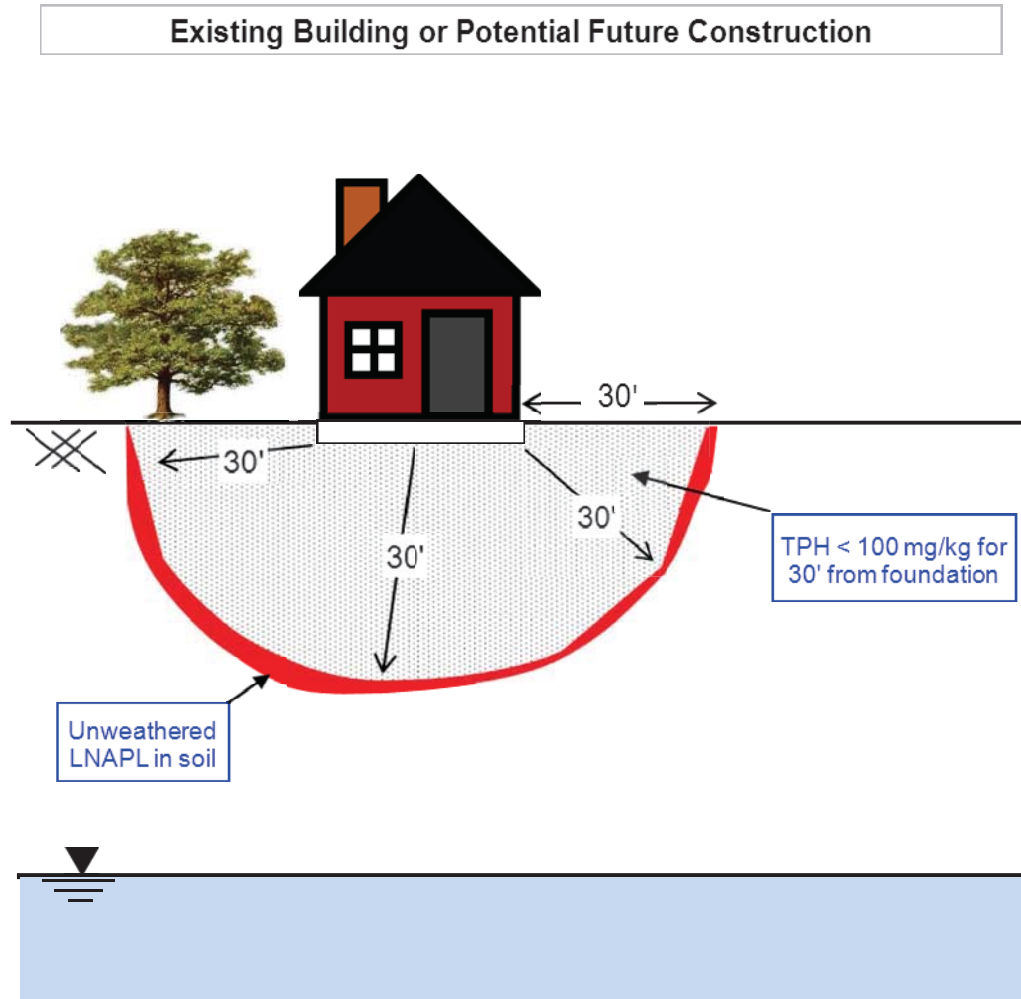 Existing Building or Potential Future Construction
30'
30'
30'
30'
TPH < 100 mg/kg for
30' from foundation
Unweathered
LNAPL in soil